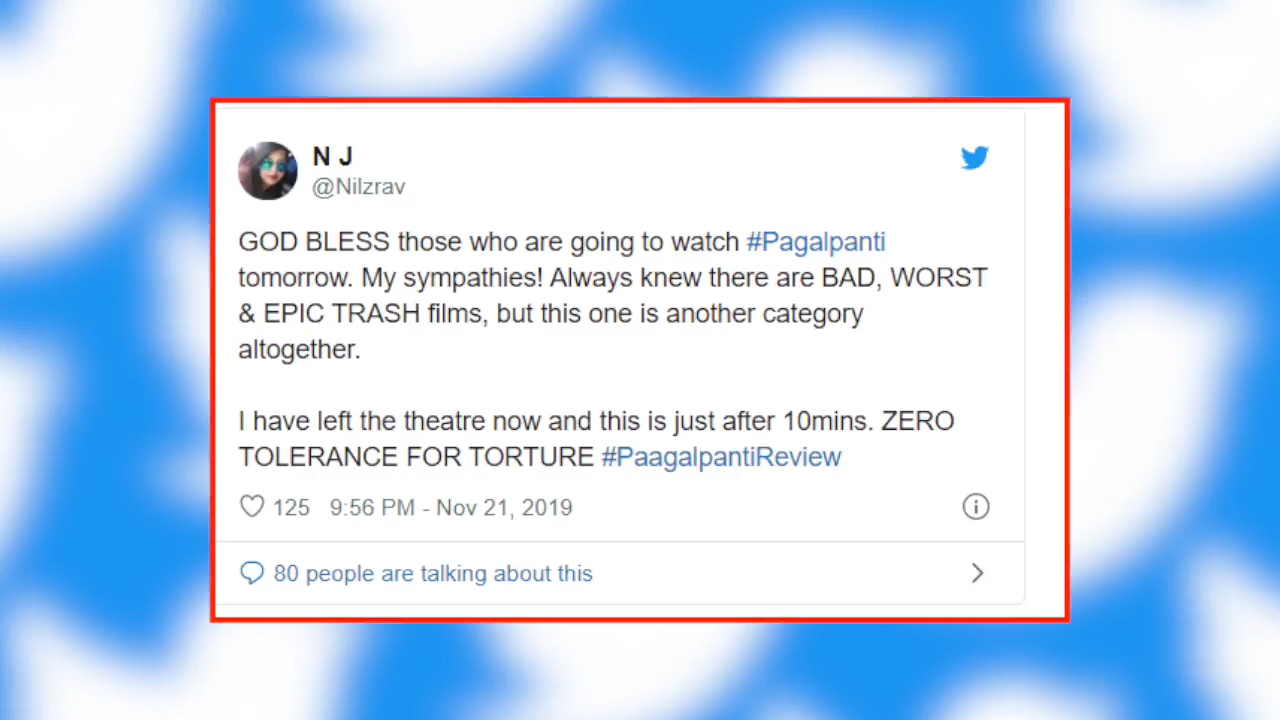 N J
@Nilzrav
GOD BLESS those who are going to watch #Pagalpanti
tomorrow. My sympathies! Always knew there are BAD, WORST
& EPIC TRASH films, but this one is another category
altogether.
I have left the theatre now and this is just after 10mins. ZERO
TOLERANCE FOR TORTURE #PaagalpantiReview
125 9:56 PM - Nov 21, 2019
80 people are talking about this